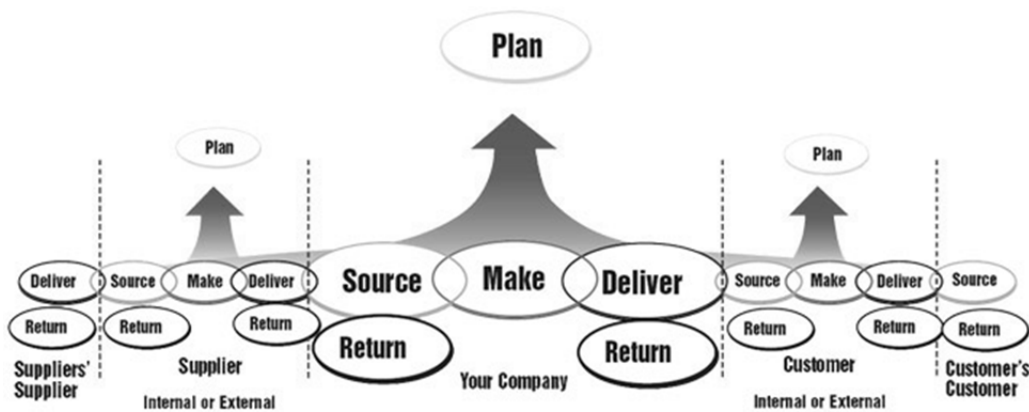 Plan
Plan
Plan
Deliver
Source
Make
Deliver
Source
Make
Deliver
Source
Make
Deliver
Source
Return
Return
Return
Return
Return
Return
Return
Return
Suppliers'
Supplier
Supplier
Your Company
Customer
Customer's
Customer
Internal or External
Internal or External